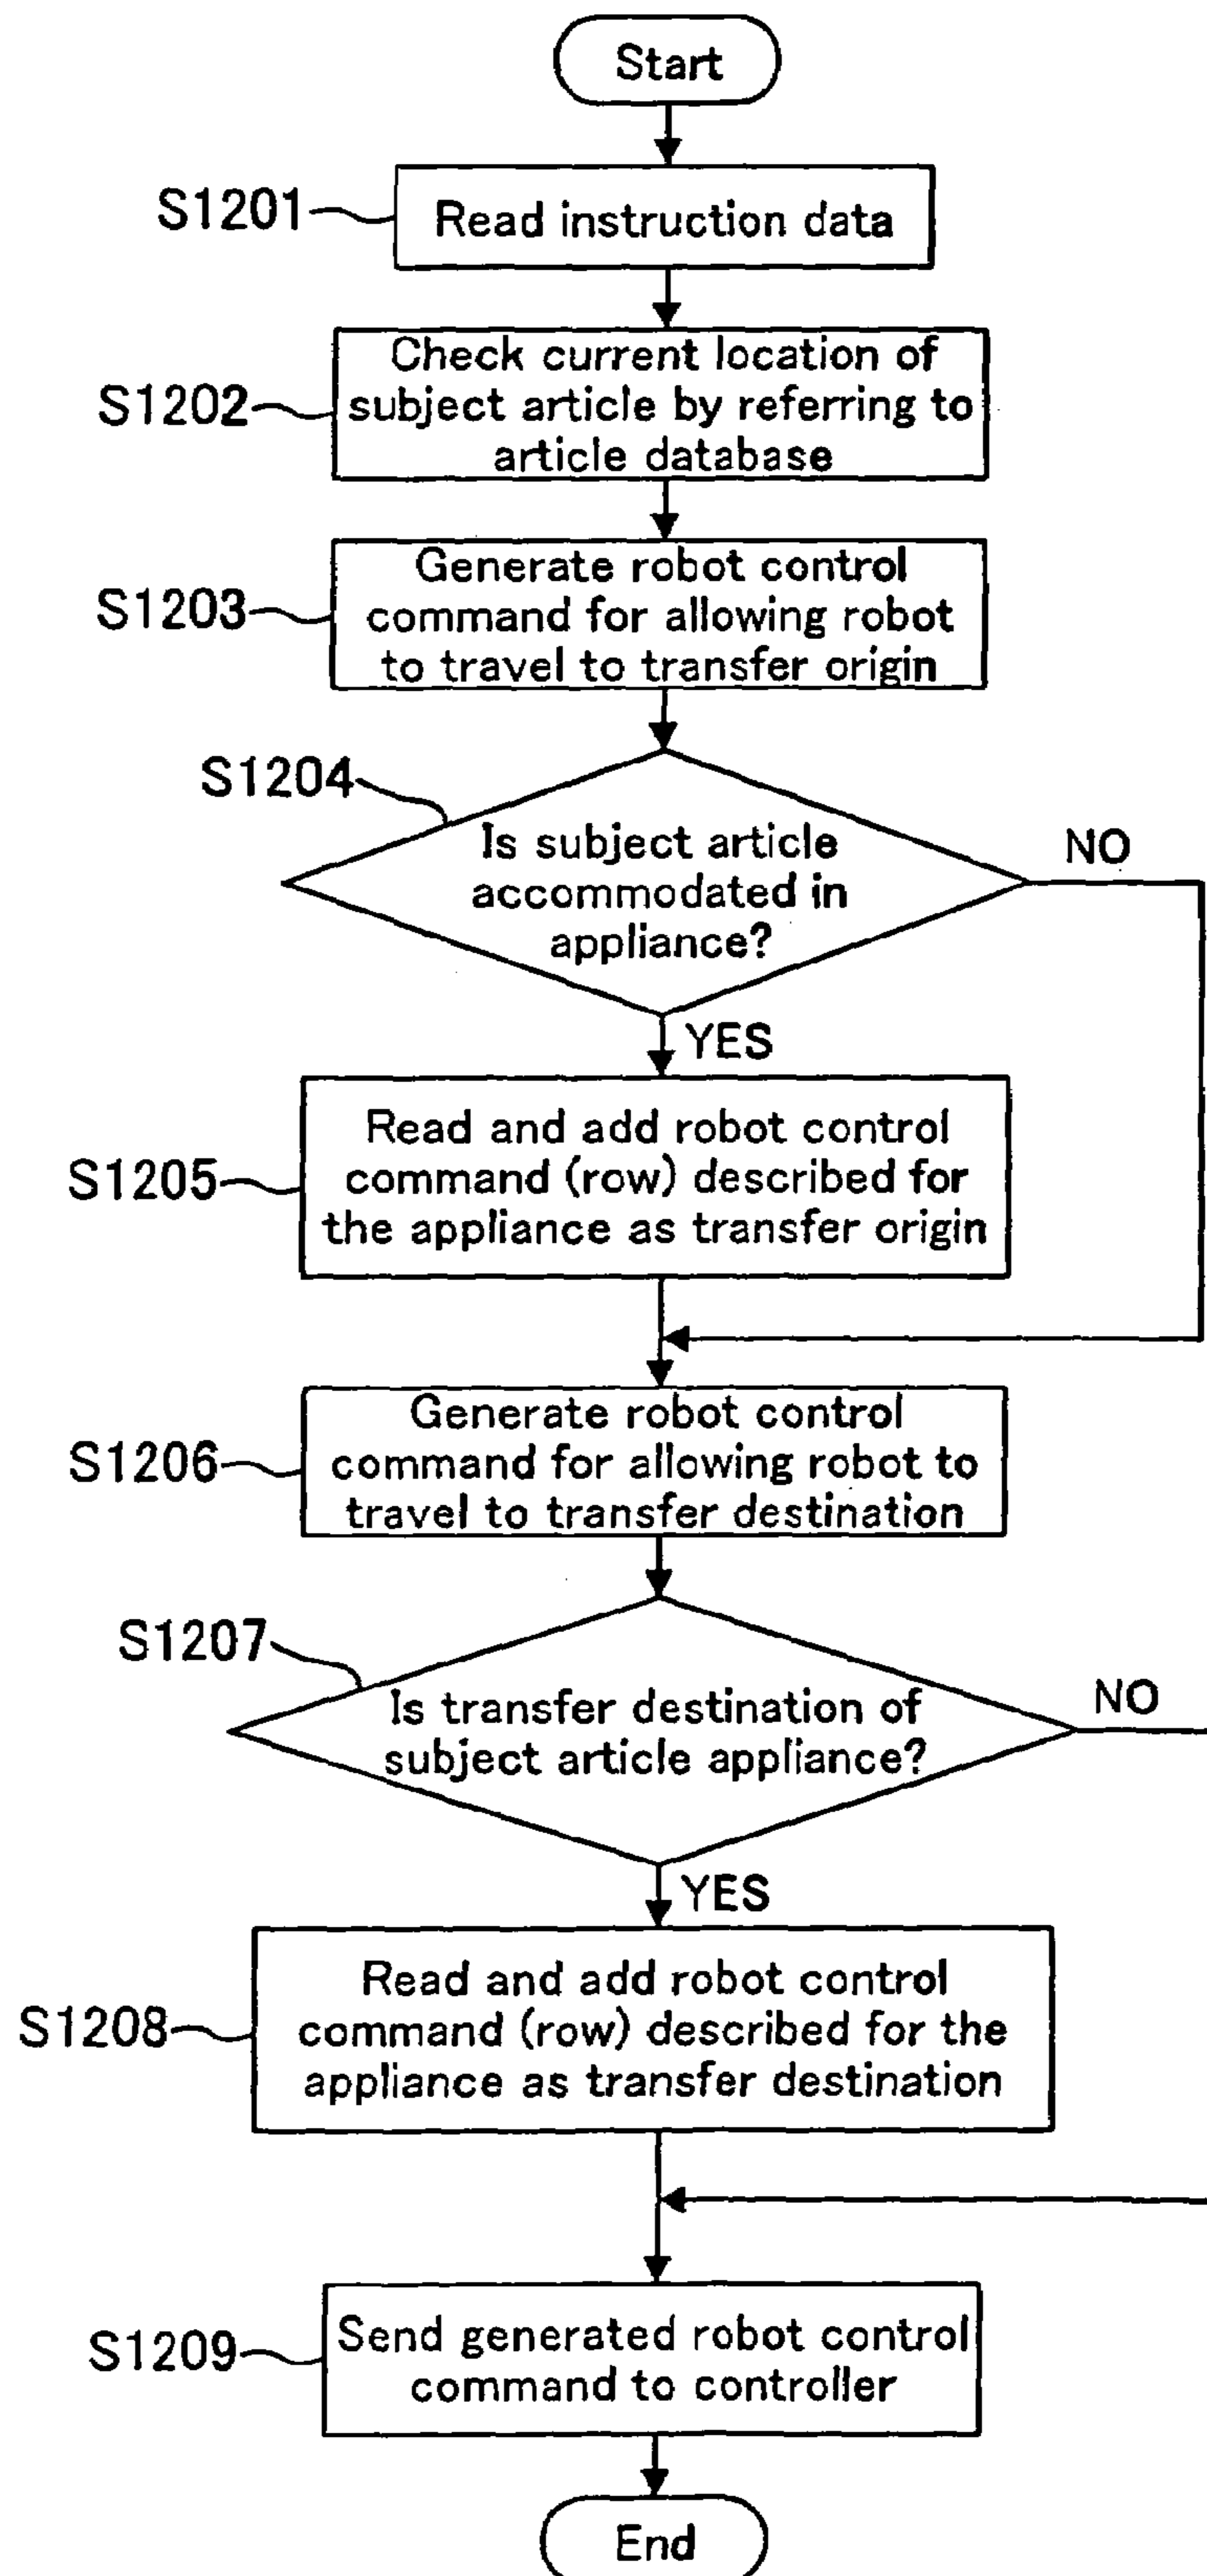 Start
S1201
Read instruction data
S1202
Check current location of
subject article by referring to
article database
S1203
Generate robot control
command for allowing robot
to travel to transfer origin
S1204
Is subject article
accommodated in
appliance?
NO
YES
S1205
Read and add robot control
command (row) described for
the appliance as transfer origin
S1206
Generate robot control
command for allowing robot to
travel to transfer destination
S1207
Is transfer destination of
subject article appliance?
NO
YES
S1208
Read and add robot control
command (row) described for the
appliance as transfer destination
S1209
Send generated robot control
command to controller
End